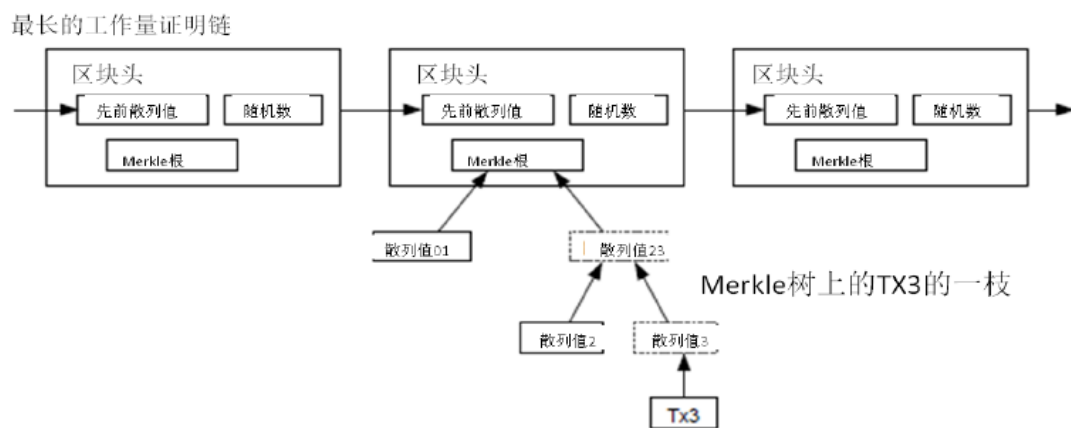 最长的工作量证明链
区块头
先前散列值
随机数
Merkle根
区块头
先前散列值
随机数
Merkle根
区块头
先前散列值
随机数
Merkle根
散列值01
散列值23
Merkle树上的TX3的一枝
散列值2
散列值3
Tx3